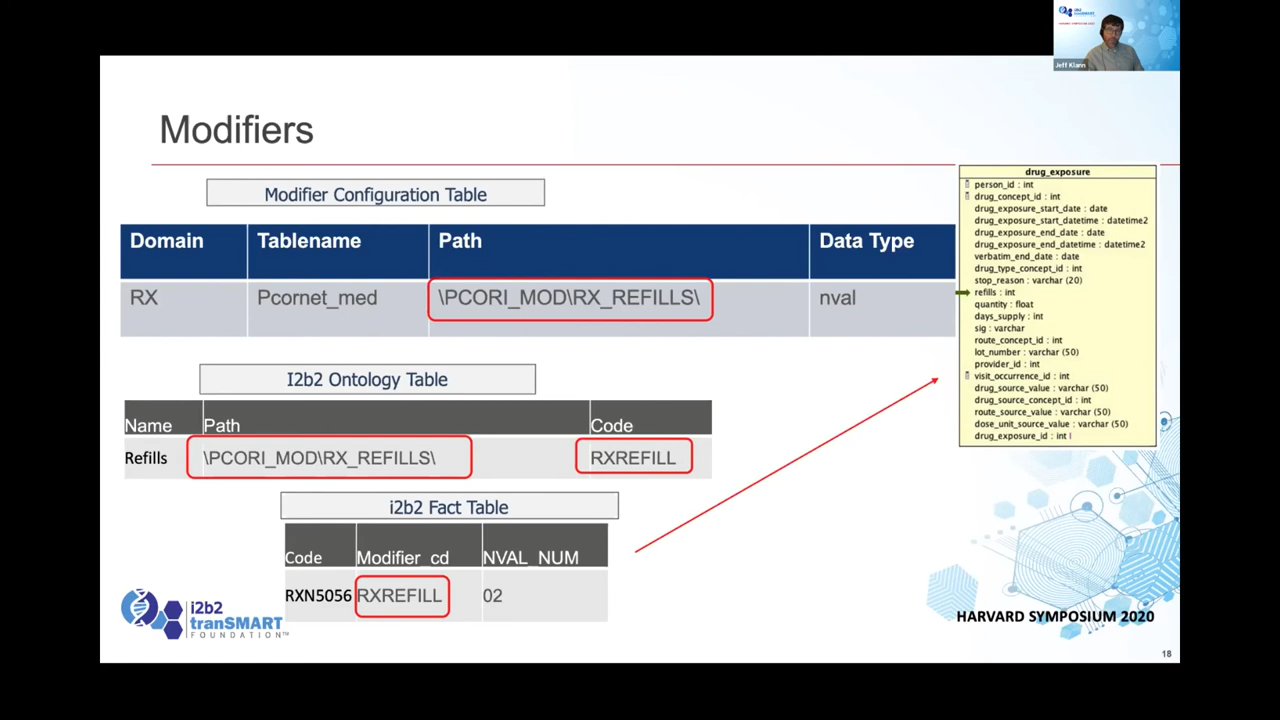 i2b2
tranSMART
Jeff Klann
Modifiers
Modifier Configuration Table
Domain Tablename Path Data Type
RX Pcornet_med \PCORI_MOD\RX_REFILLS\ nval
drug_exposure
person_id : int
drug_concept_id : int
drug_exposure_start_date : date
drug_exposure_start_datetime : datetime2
drug_exposure_end_date : date
drug_exposure_end_datetime : datetime2
verbatim_end_date : date
drug_type_concept_id : int
stop_reason : varchar (20)
refills : int
quantity : float
days_supply : int
sig : varchar
route_concept_id : int
lot_number : varchar (50)
provider_id : int
visit_occurrence_id : int
drug_source_value : varchar (50)
drug_source_concept_id : int
route_source_value : varchar (50)
dose_unit_source_value : varchar (50)
drug_exposure_id : int
I2b2 Ontology Table
Name Path Code
Refills \PCORI_MOD\RX_REFILLS\ RXREFILL
i2b2 Fact Table
Code Modifier_cd NVAL_NUM
RXN5056 RXREFILL 02
i2b2
tranSMART
FOUNDATION™
HARVARD SYMPOSIUM 2020
18